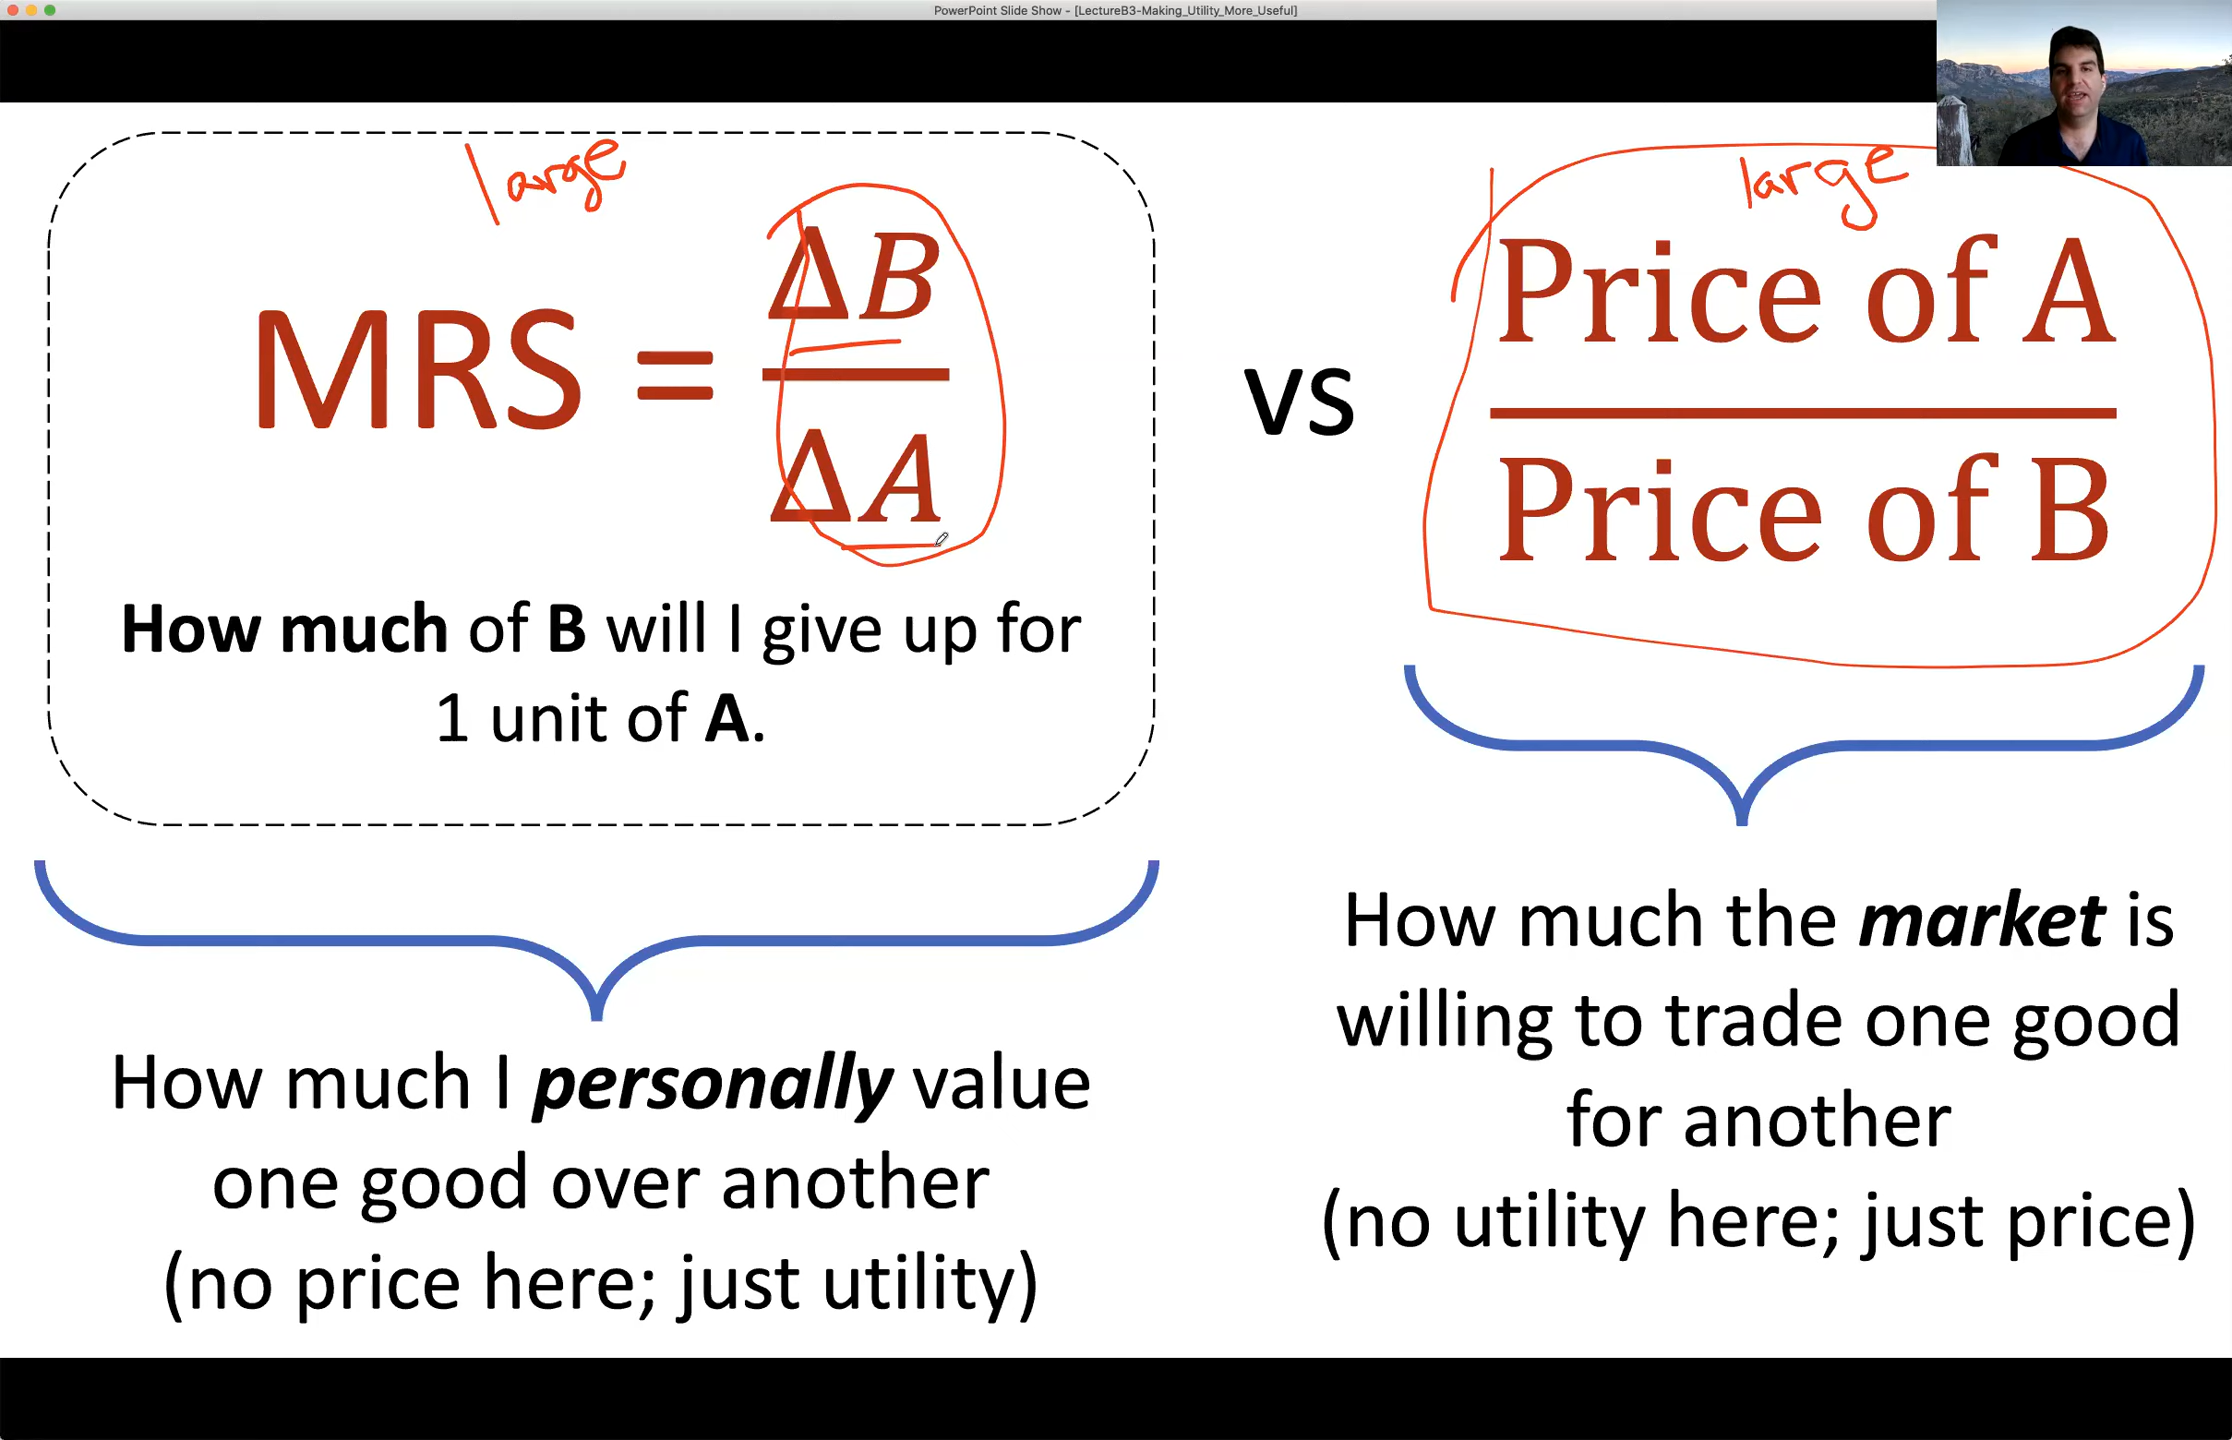 PowerPoint Slide Show - [LectureB3-Making_Utility_More_Useful]
large
MRS = ΔB / ΔA
How much of B will I give up for
1 unit of A.
How much I personally value
one good over another
(no price here; just utility)
vs
large
Price of A
Price of B
How much the market is
willing to trade one good
for another
(no utility here; just price)